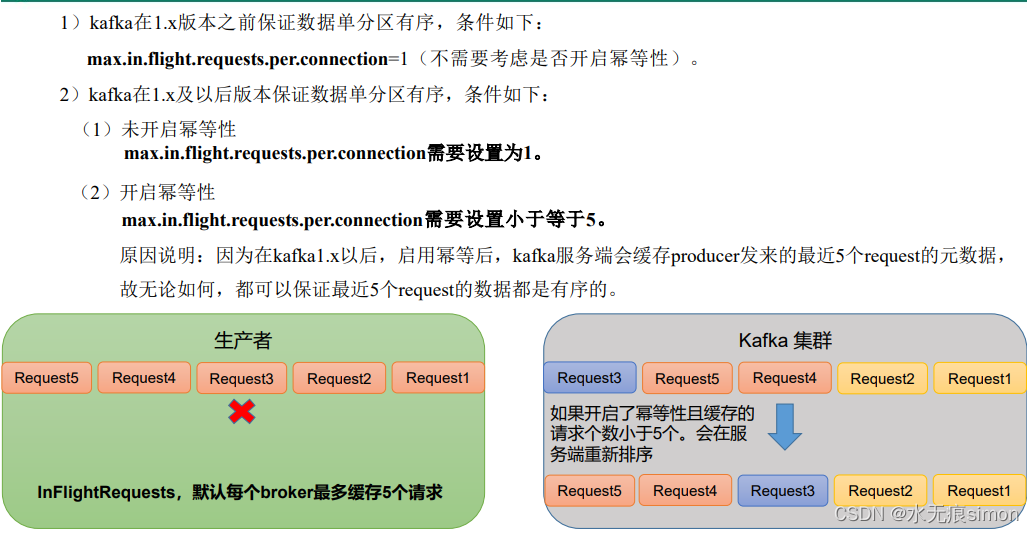 1）kafka在1.x版本之前保证数据单分区有序，条件如下：
max.in.flight.requests.per.connection=1（不需要考虑是否开启幂等性）。
2）kafka在1.x及以后版本保证数据单分区有序，条件如下：
（1）未开启幂等性
max.in.flight.requests.per.connection需要设置为1。
（2）开启幂等性
max.in.flight.requests.per.connection需要设置小于等于5。
原因说明：因为在kafka1.x以后，启用幂等后，kafka服务端会缓存producer发来的最近5个request的元数据，
故无论如何，都可以保证最近5个request的数据都是有序的。
生产者
Request5 Request4 Request3 Request2 Request1
InFlightRequests，默认每个broker最多缓存5个请求
Kafka 集群
Request3 Request5 Request4 Request2 Request1
如果开启了幂等性且缓存的
请求个数小于5个。会在服
务端重新排序
Request5 Request4 Request3 Request2 Request1
CSDN @水无痕simon